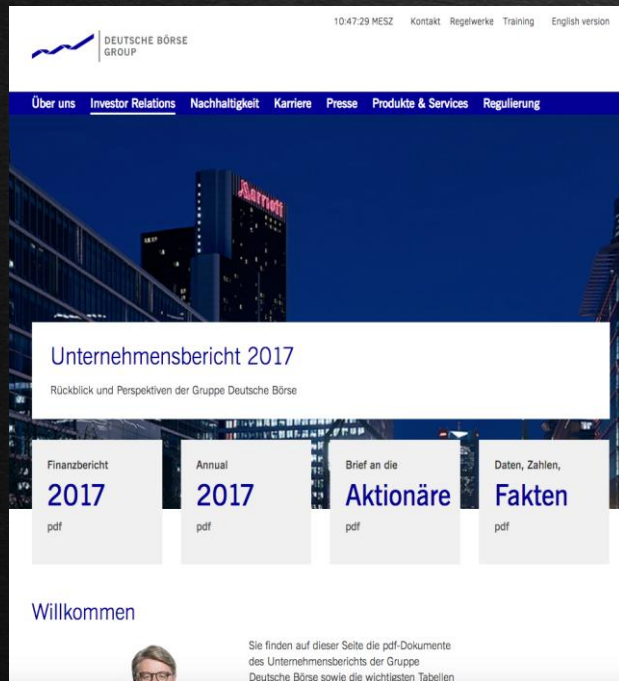 10:47:29 MESZ Kontakt Regelwerke Training English version
DEUTSCHE BÖRSE
GROUP
Über uns Investor Relations Nachhaltigkeit Karriere Presse Produkte & Services Regulierung
Marriott
Unternehmensbericht 2017
Rückblick und Perspektiven der Gruppe Deutsche Börse
Finanzbericht
2017
pdf
Annual
2017
pdf
Brief an die
Aktionäre
pdf
Daten, Zahlen,
Fakten
pdf
Willkommen
Sie finden auf dieser Seite die pdf-Dokumente
des Unternehmensberichts der Gruppe
Deutsche Börse sowie die wichtigsten Tabellen